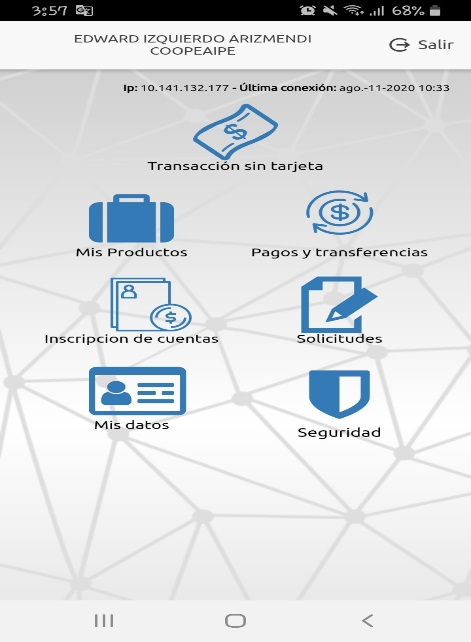 3:57 68%
EDWARD IZQUIERDO ARIZMENDI
COOPEAIPE
Salir
Ip: 10.141.132.177 - Última conexión: ago.-11-2020 10:33
Transacción sin tarjeta
Mis Productos
Pagos y transferencias
Inscripcion de cuentas
Solicitudes
Mis datos
Seguridad